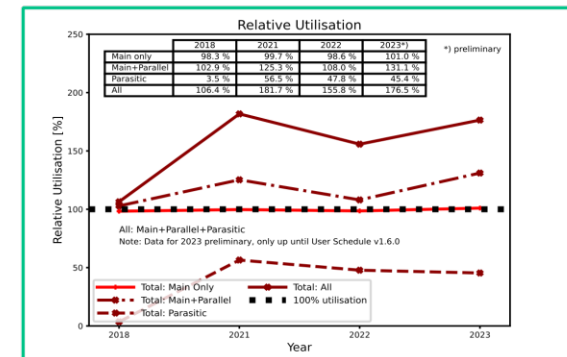 Relative Utilisation
250
200
150
100
50
0
Relative Utilisation [%]
2018 2021 2022 2023*)
Main only 98.3 % 99.7 % 98.6 % 101.0 %
Main+Parallel 102.9 % 125.3 % 108.0 % 131.1 %
Parasitic 3.5 % 56.5 % 47.8 % 45.4 %
All 106.4 % 181.7 % 155.8 % 176.5 %
*) preliminary
All: Main+Parallel+Parasitic
Note: Data for 2023 preliminary, only up until User Schedule v1.6.0
Total: Main Only
Total: Main+Parallel
Total: Parasitic
Total: All
100% utilisation
2018 2021 2022 2023
Year